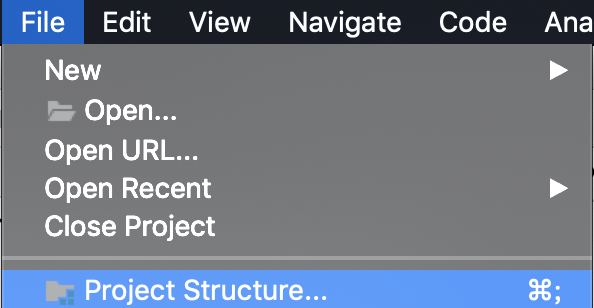 File Edit View Navigate Code Ana
New ▶
Open...
Open URL...
Open Recent ▶
Close Project
Project Structure... ⌘;